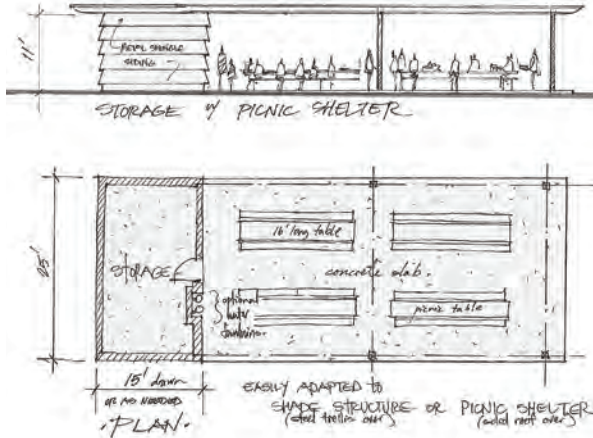 11'
METAL SHINGLE
SIDING
STORAGE w/ PICNIC SHELTER
25'
16' long table
STORAGE
concrete slab.
optional
water
fountain.
picnic table
15' drawn
OR AS NEEDED
·PLAN·
EASILY ADAPTED to
SHADE STRUCTURE OR PICNIC SHELTER
(steel trellis over)
(solid roof over)